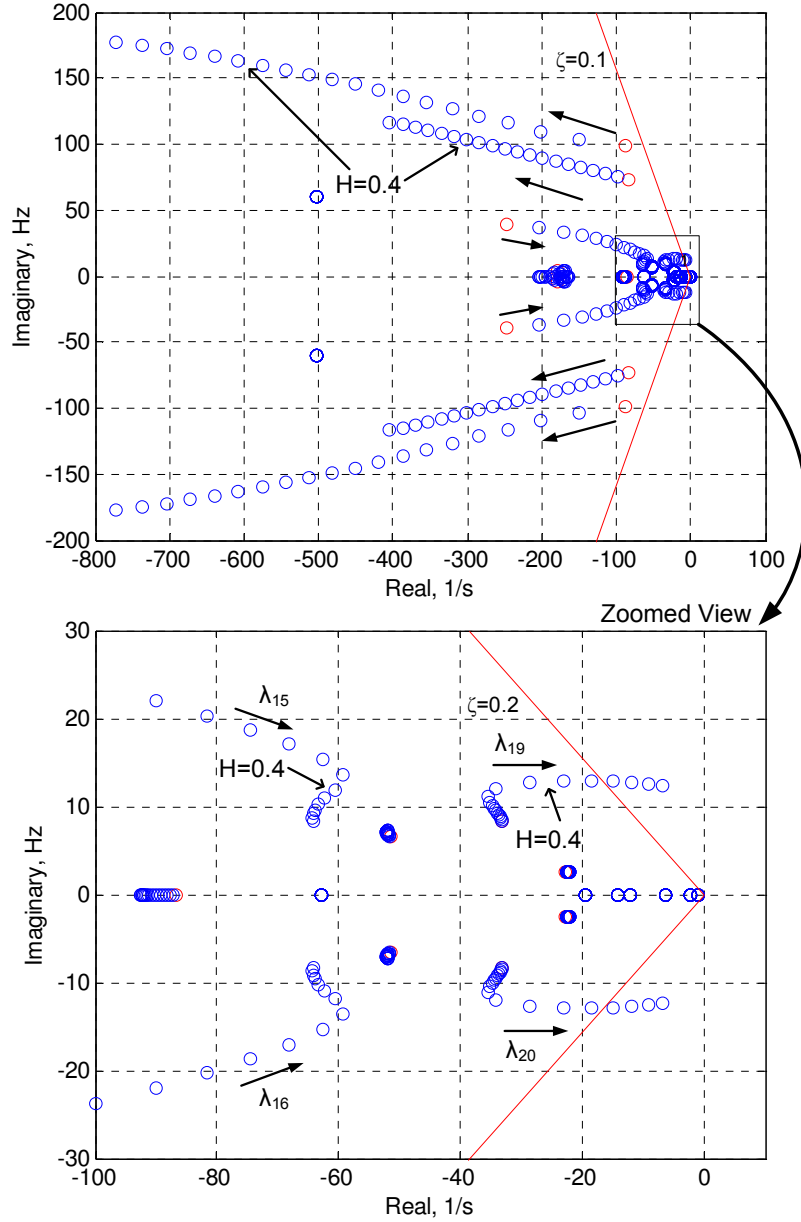 200
150
100
50
0
-50
-100
-150
-200
Imaginary, Hz
ζ=0.1
H=0.4
-800 -700 -600 -500 -400 -300 -200 -100 0 100
Real, 1/s
Zoomed View
30
20
10
0
-10
-20
-30
Imaginary, Hz
λ15
H=0.4
ζ=0.2
λ19
H=0.4
λ16
λ20
-100 -80 -60 -40 -20 0
Real, 1/s